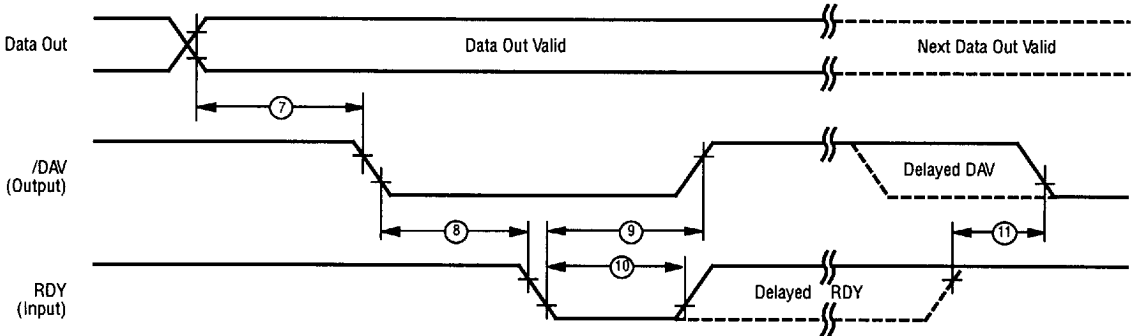 Data Out
Data Out Valid
Next Data Out Valid
7
/DAV
(Output)
Delayed DAV
8
9
11
10
RDY
(Input)
Delayed RDY